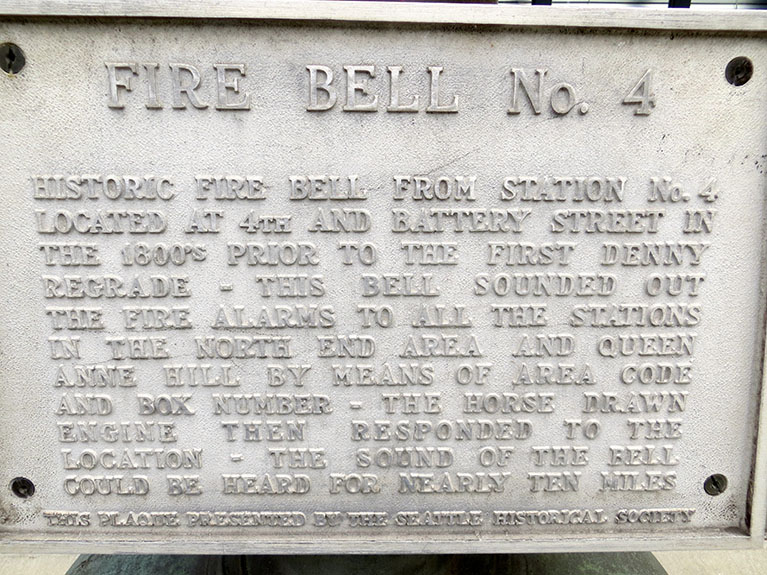 FIRE BELL No. 4
HISTORIC FIRE BELL FROM STATION No. 4
LOCATED AT 4TH AND BATTERY STREET IN
THE 1800'S PRIOR TO THE FIRST DENNY
REGRADE - THIS BELL SOUNDED OUT
THE FIRE ALARMS TO ALL THE STATIONS
IN THE NORTH END AREA AND QUEEN
ANNE HILL BY MEANS OF AREA CODE
AND BOX NUMBER - THE HORSE DRAWN
ENGINE THEN RESPONDED TO THE
LOCATION - THE SOUND OF THE BELL
COULD BE HEARD FOR NEARLY TEN MILES
THIS PLAQUE PRESENTED BY THE SEATTLE HISTORICAL SOCIETY